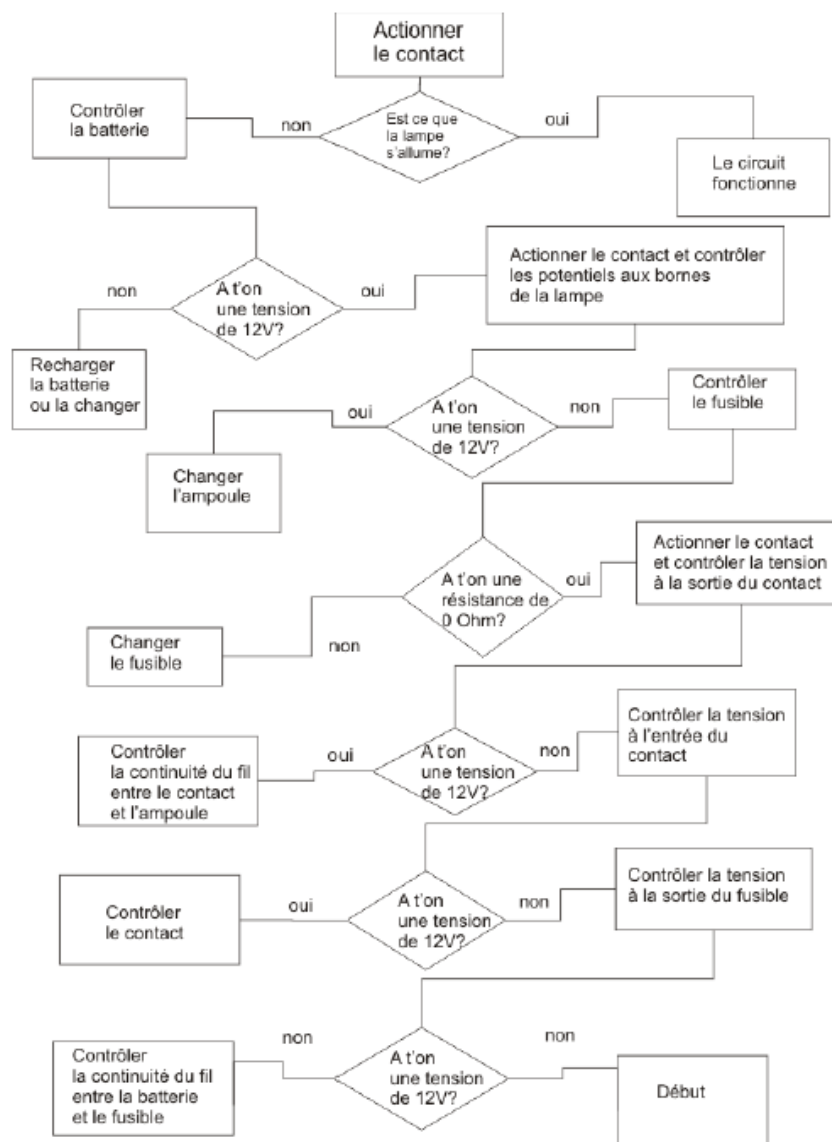 Actionner
le contact
Contrôler
la batterie
non
Est ce que
la lampe
s'allume?
oui
Le circuit
fonctionne
non
A t'on
une tension
de 12V?
oui
Actionner le contact et contrôler
les potentiels aux bornes
de la lampe
Recharger
la batterie
ou la changer
oui
A t'on
une tension
de 12V?
non
Contrôler
le fusible
Changer
l'ampoule
A t'on une
résistance de
0 Ohm?
oui
Actionner le contact
et contrôler la tension
à la sortie du contact
Changer
le fusible
non
Contrôler
la continuité du fil
entre le contact
et l'ampoule
oui
A t'on
une tension
de 12V?
non
Contrôler la tension
à l'entrée du
contact
Contrôler
le contact
oui
A t'on
une tension
de 12V?
non
Contrôler la tension
à la sortie du fusible
Contrôler
la continuité du fil
entre la batterie
et le fusible
non
A t'on
une tension
de 12V?
non
Début